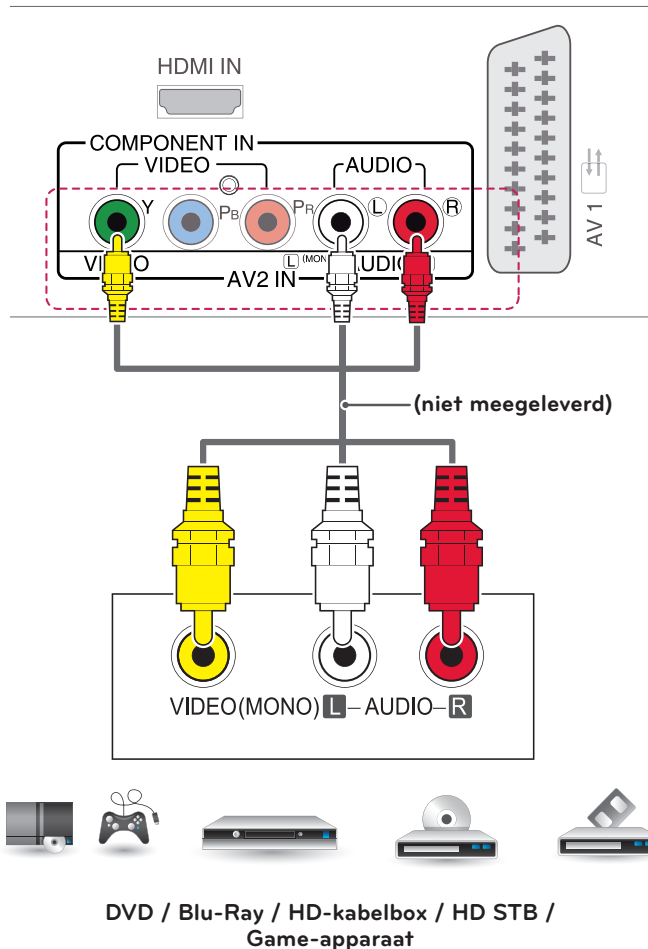 HDMI IN
COMPONENT IN
VIDEO
AUDIO
Y
PB
PR
L
R
AV 1
L (MON
AV2 IN
(niet meegeleverd)
VIDEO(MONO) L – AUDIO – R
DVD / Blu-Ray / HD-kabelbox / HD STB /
Game-apparaat